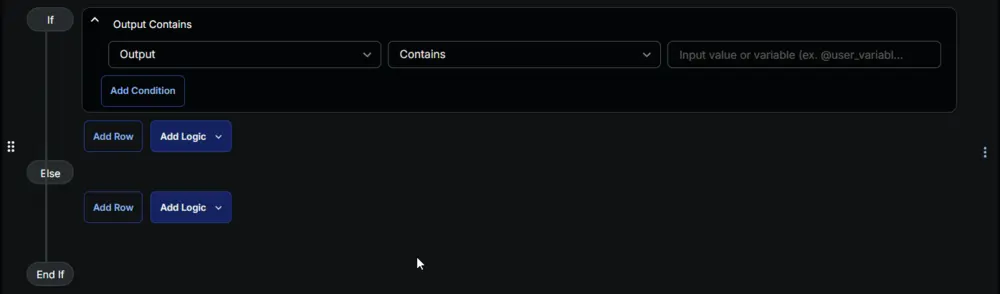 If
Output Contains
Output
Contains
Input value or variable (ex. @user_variabl...
Add Condition
Add Row
Add Logic
Else
Add Row
Add Logic
End If